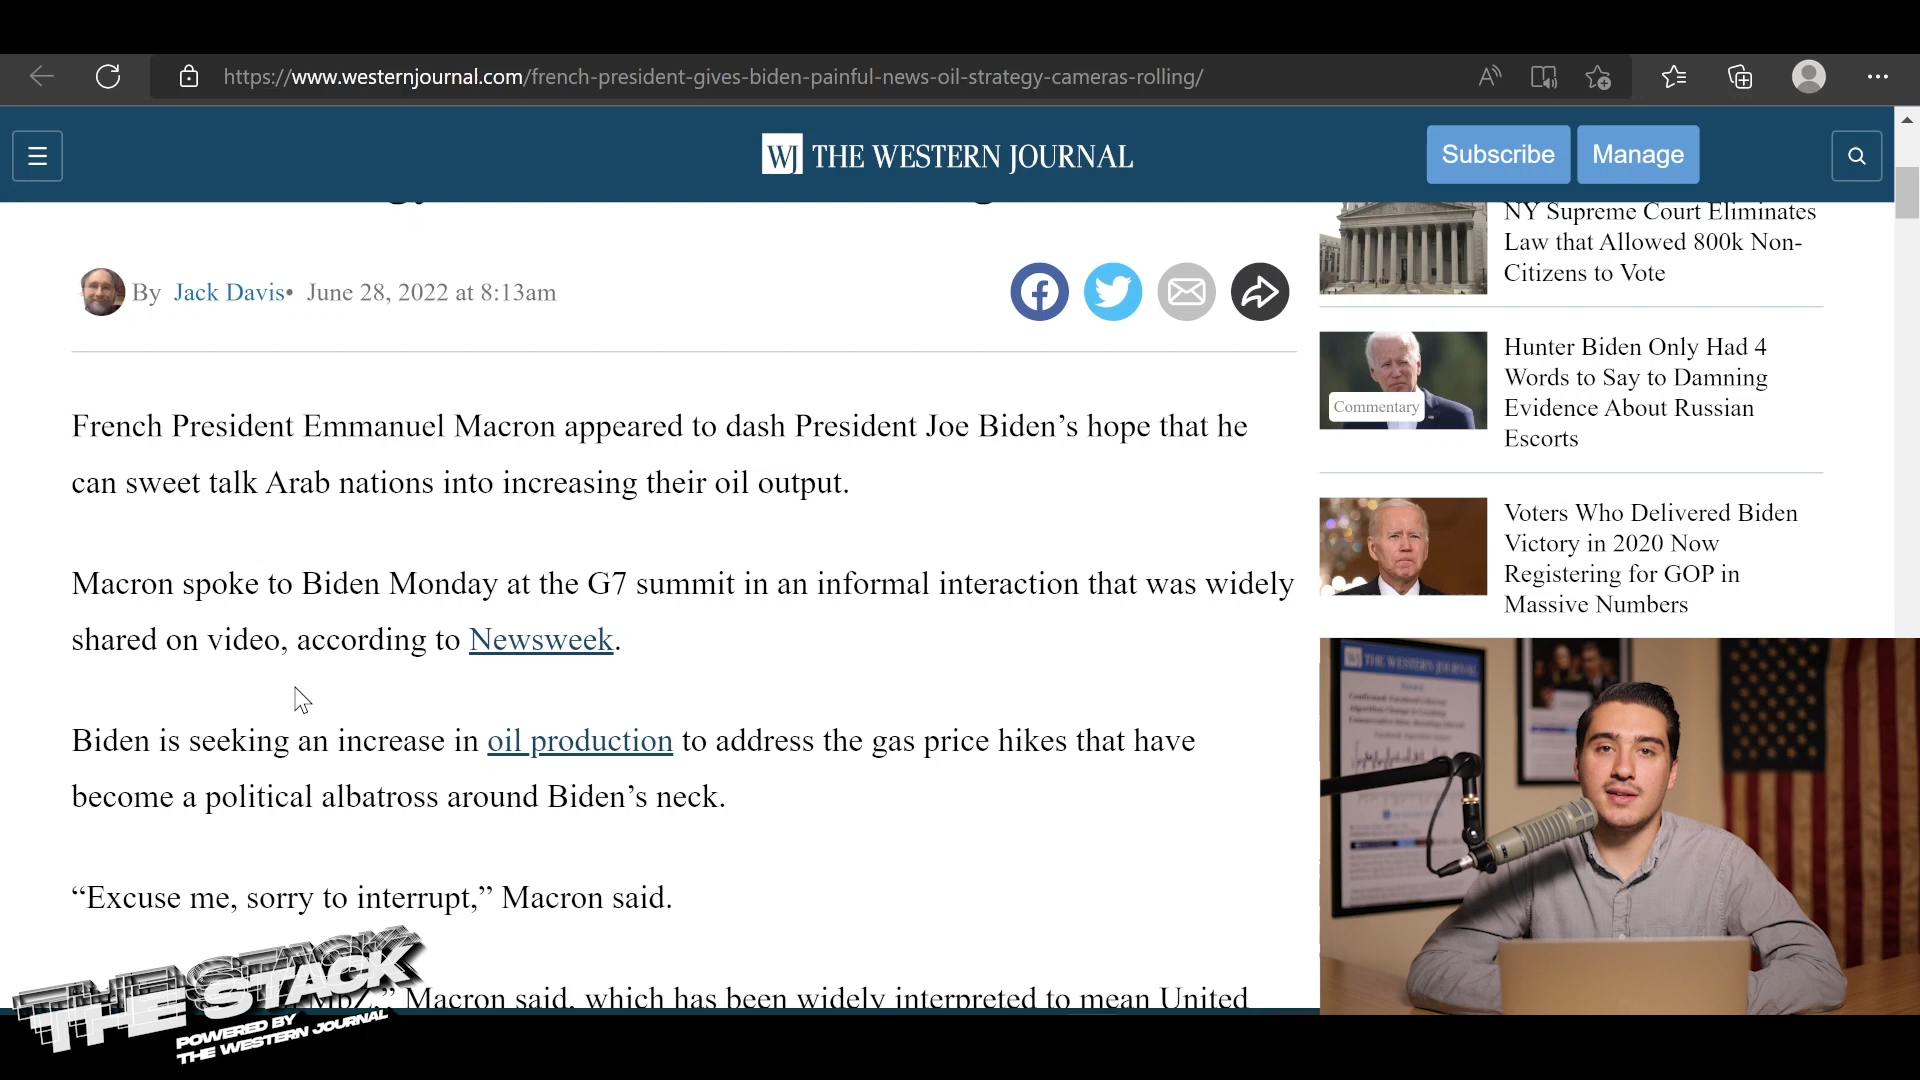 https://www.westernjournal.com/french-president-gives-biden-painful-news-oil-strategy-cameras-rolling/
WJ THE WESTERN JOURNAL
Subscribe
Manage
By Jack Davis• June 28, 2022 at 8:13am
French President Emmanuel Macron appeared to dash President Joe Biden’s hope that he
can sweet talk Arab nations into increasing their oil output.
Macron spoke to Biden Monday at the G7 summit in an informal interaction that was widely
shared on video, according to Newsweek.
Biden is seeking an increase in oil production to address the gas price hikes that have
become a political albatross around Biden’s neck.
“Excuse me, sorry to interrupt,” Macron said.
MbZ,” Macron said, which has been widely interpreted to mean United
NY Supreme Court Eliminates
Law that Allowed 800k Non-
Citizens to Vote
Commentary
Hunter Biden Only Had 4
Words to Say to Damning
Evidence About Russian
Escorts
Voters Who Delivered Biden
Victory in 2020 Now
Registering for GOP in
Massive Numbers
WJ THE WESTERN JOURNAL
THE STACK
POWERED BY
THE WESTERN JOURNAL